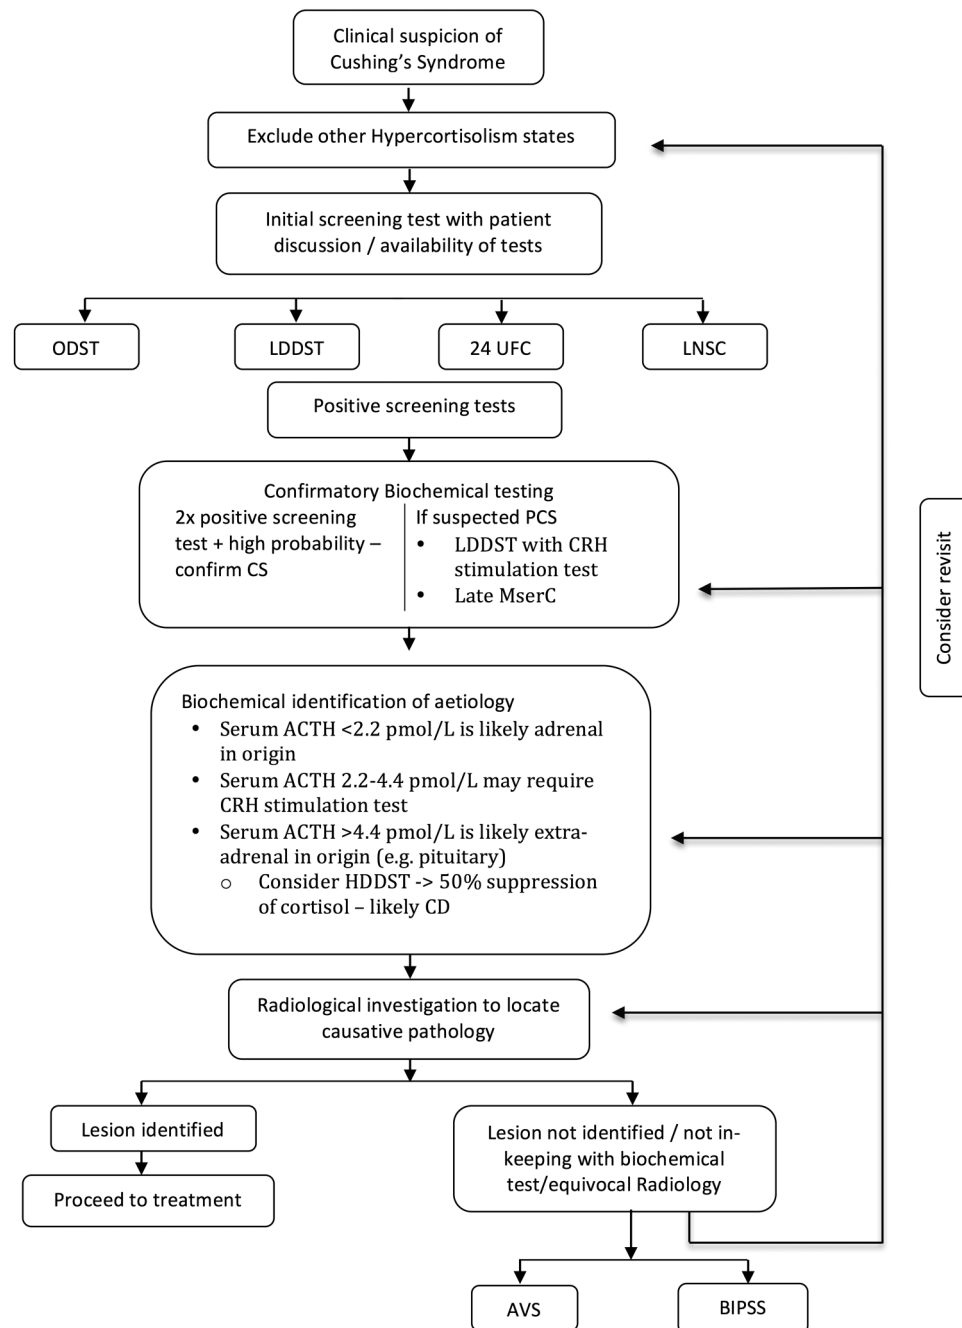 Clinical suspicion of
Cushing’s Syndrome
Exclude other Hypercortisolism states
Initial screening test with patient
discussion / availability of tests
ODST
LDDST
24 UFC
LNSC
Positive screening tests
Confirmatory Biochemical testing
2x positive screening
test + high probability –
confirm CS
If suspected PCS
• LDDST with CRH
stimulation test
• Late MserC
Consider revisit
Biochemical identification of aetiology
• Serum ACTH <2.2 pmol/L is likely adrenal
in origin
• Serum ACTH 2.2-4.4 pmol/L may require
CRH stimulation test
• Serum ACTH >4.4 pmol/L is likely extra-
adrenal in origin (e.g. pituitary)
o Consider HDDST -> 50% suppression
of cortisol – likely CD
Radiological investigation to locate
causative pathology
Lesion identified
Proceed to treatment
Lesion not identified / not in-
keeping with biochemical
test/equivocal Radiology
AVS
BIPSS